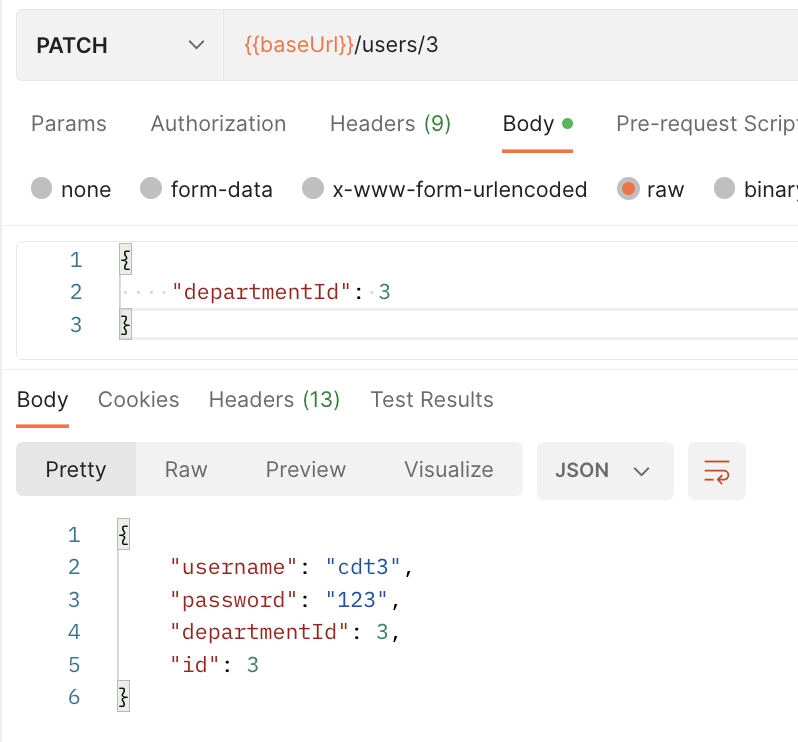 PATCH {{baseUrl}}/users/3
Params Authorization Headers (9) Body Pre-request Script
none form-data x-www-form-urlencoded raw binary
1 {
2 "departmentId": 3
3 }
Body Cookies Headers (13) Test Results
Pretty Raw Preview Visualize JSON
1 {
2 "username": "cdt3",
3 "password": "123",
4 "departmentId": 3,
5 "id": 3
6 }